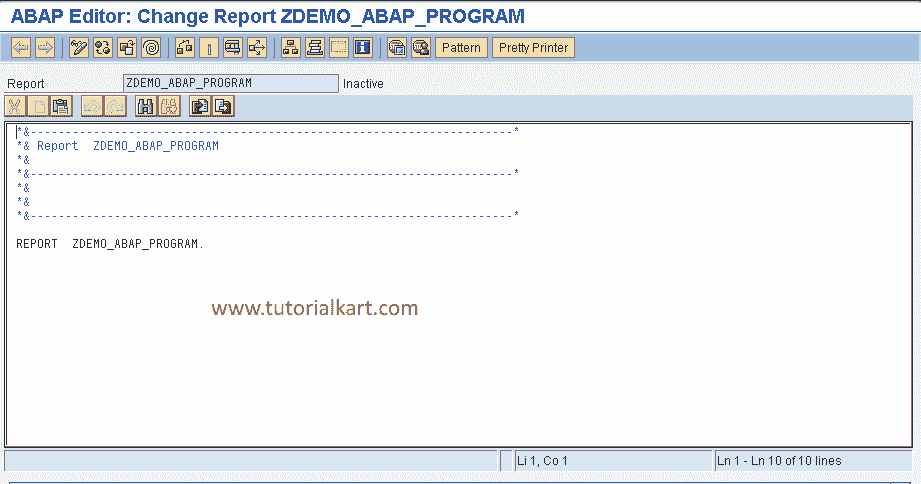 ABAP Editor: Change Report ZDEMO_ABAP_PROGRAM
Pattern Pretty Printer
Report ZDEMO_ABAP_PROGRAM Inactive
*&---------------------------------------------------------------------*
*& Report  ZDEMO_ABAP_PROGRAM
*&
*&---------------------------------------------------------------------*
*&
*&
*&---------------------------------------------------------------------*
REPORT  ZDEMO_ABAP_PROGRAM.
www.tutorialkart.com
Li 1, Co 1 Ln 1 - Ln 10 of 10 lines